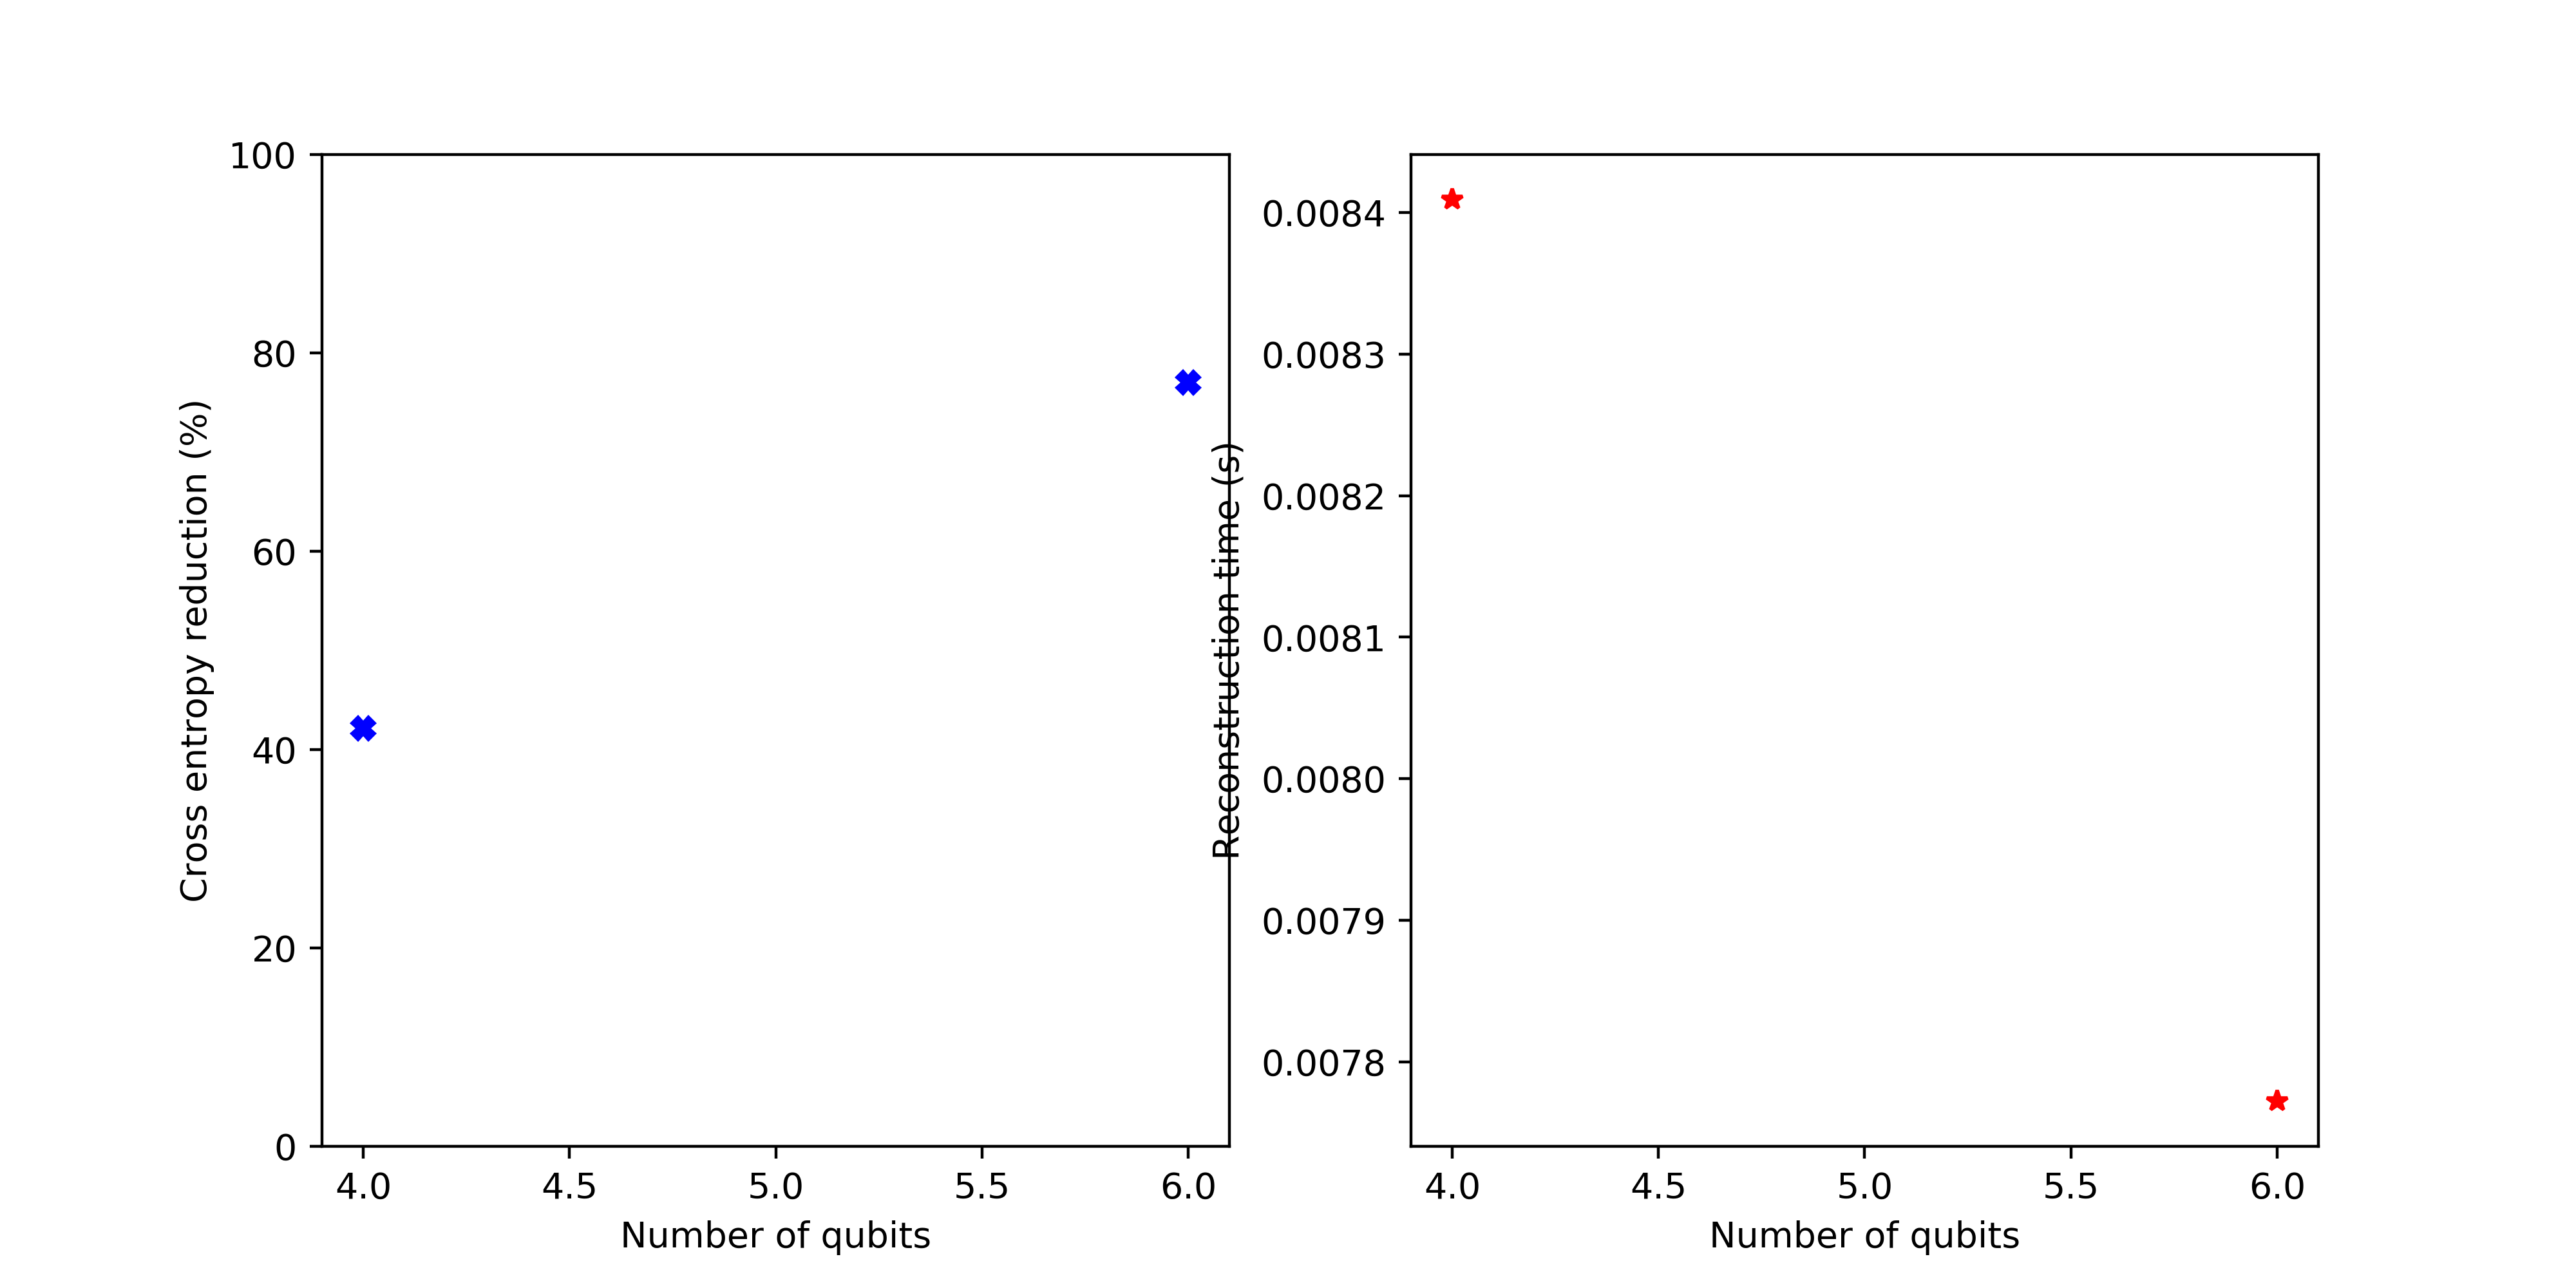 100
80
60
40
20
0
Cross entropy reduction (%)
4.0 4.5 5.0 5.5 6.0
Number of qubits
0.0084
0.0083
0.0082
0.0081
0.0080
0.0079
0.0078
Reconstruction time (s)
4.0 4.5 5.0 5.5 6.0
Number of qubits